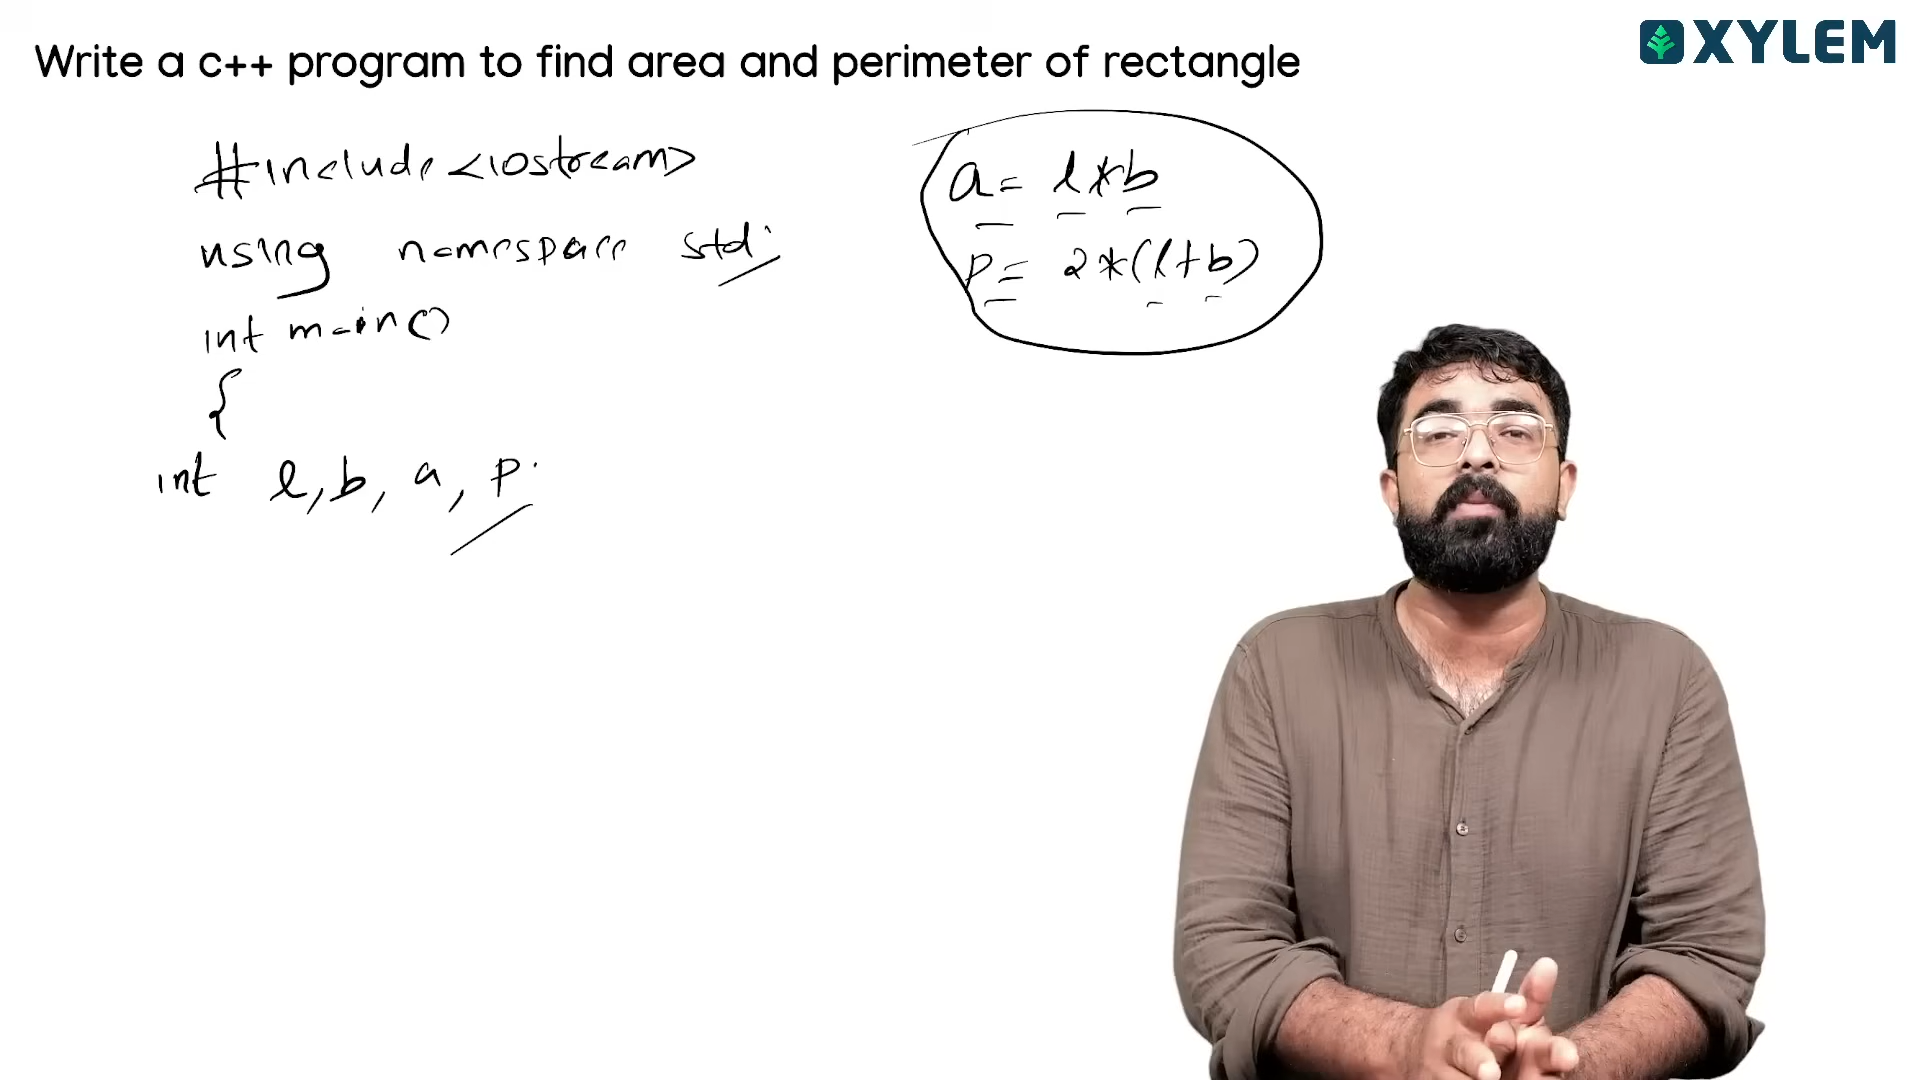 Write a c++ program to find area and perimeter of rectangle
XYLEM
#include <iostream>
using namespace std;
int main()
{
int l, b, a, p;
a = l*b
p = 2*(l+b)